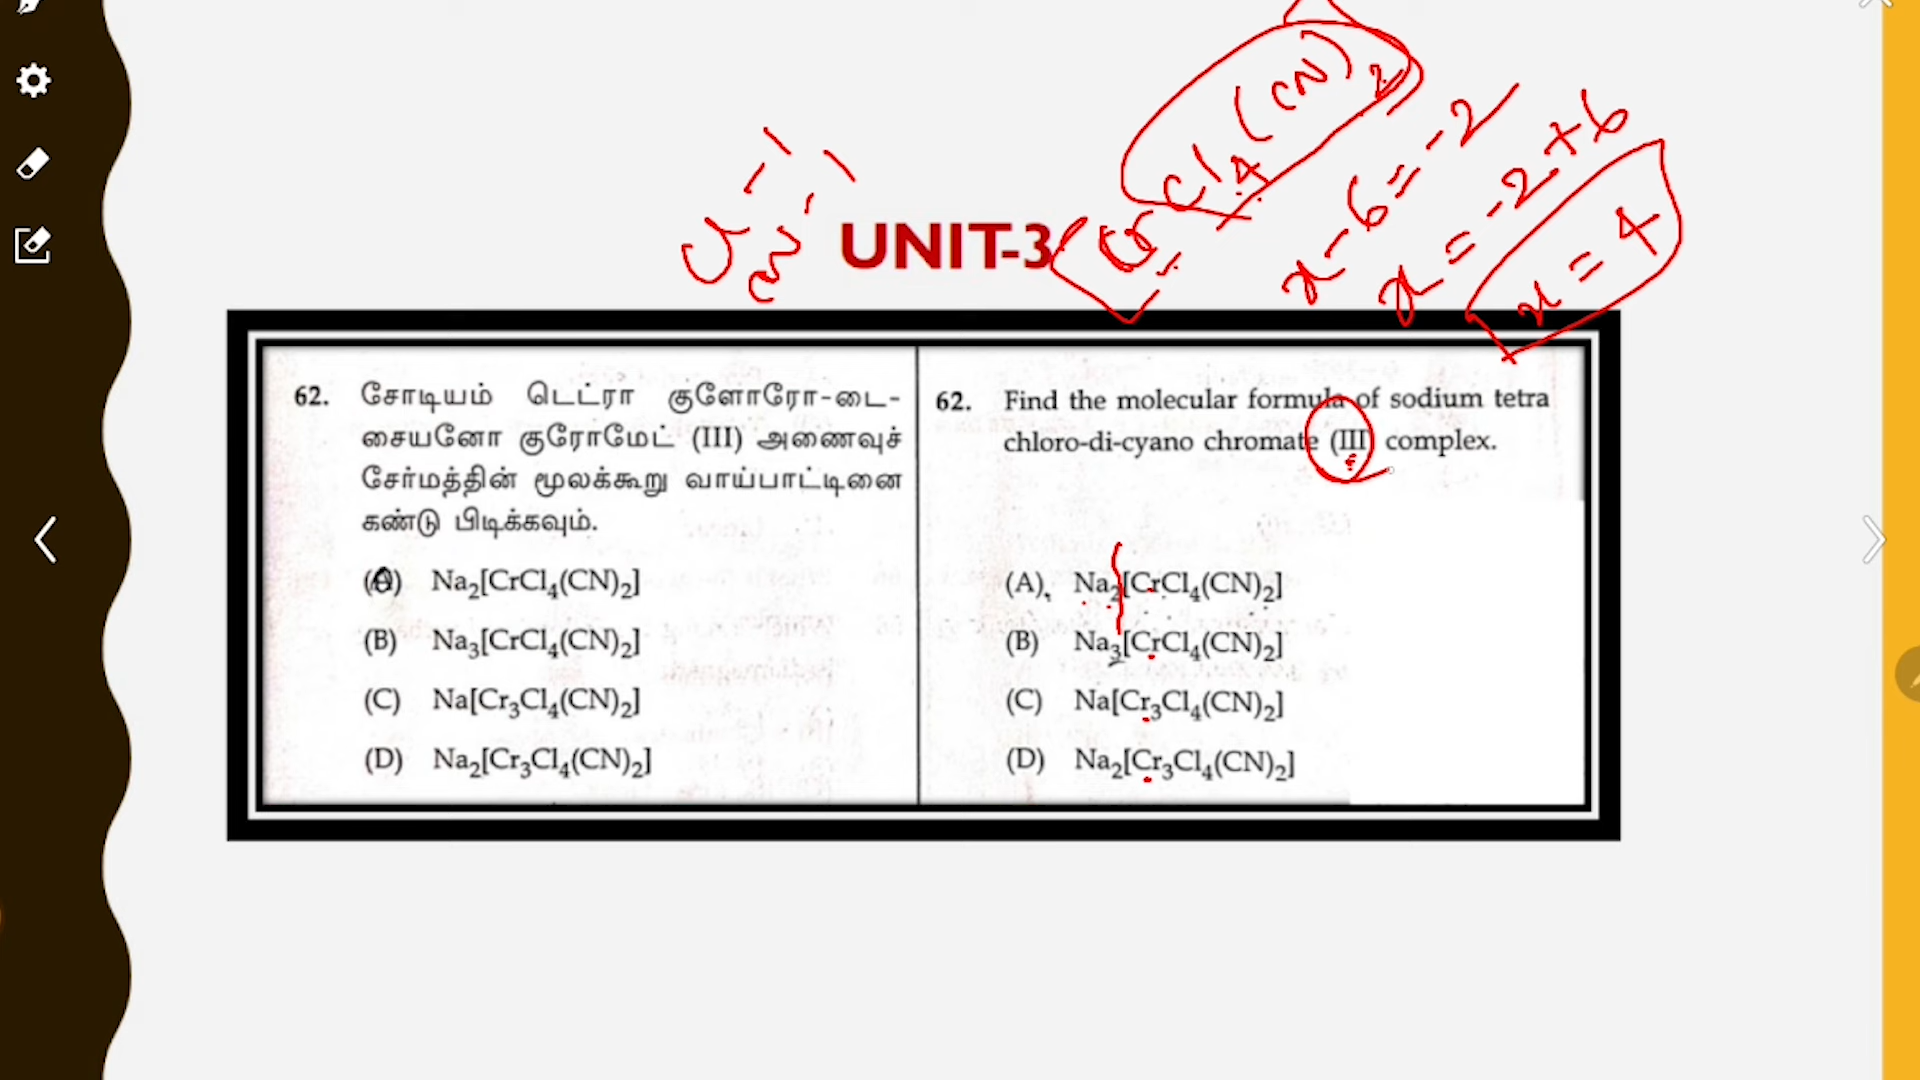 CrCl4(CN)2
x-6=-2
x=-2+6
x=4
UNIT-3
62. சோடியம் டெட்ரா குளோரோ-டை-
சையனோ குரோமேட் (III) அணைவுச்
சேர்மத்தின் மூலக்கூறு வாய்பாட்டினை
கண்டு பிடிக்கவும்.
(A) Na₂[CrCl₄(CN)₂]
(B) Na₃[CrCl₄(CN)₂]
(C) Na[Cr₃Cl₄(CN)₂]
(D) Na₂[Cr₃Cl₄(CN)₂]
62. Find the molecular formula of sodium tetra
chloro-di-cyano chromate (III) complex.
(A) Na₂[CrCl₄(CN)₂]
(B) Na₃[CrCl₄(CN)₂]
(C) Na[Cr₃Cl₄(CN)₂]
(D) Na₂[Cr₃Cl₄(CN)₂]